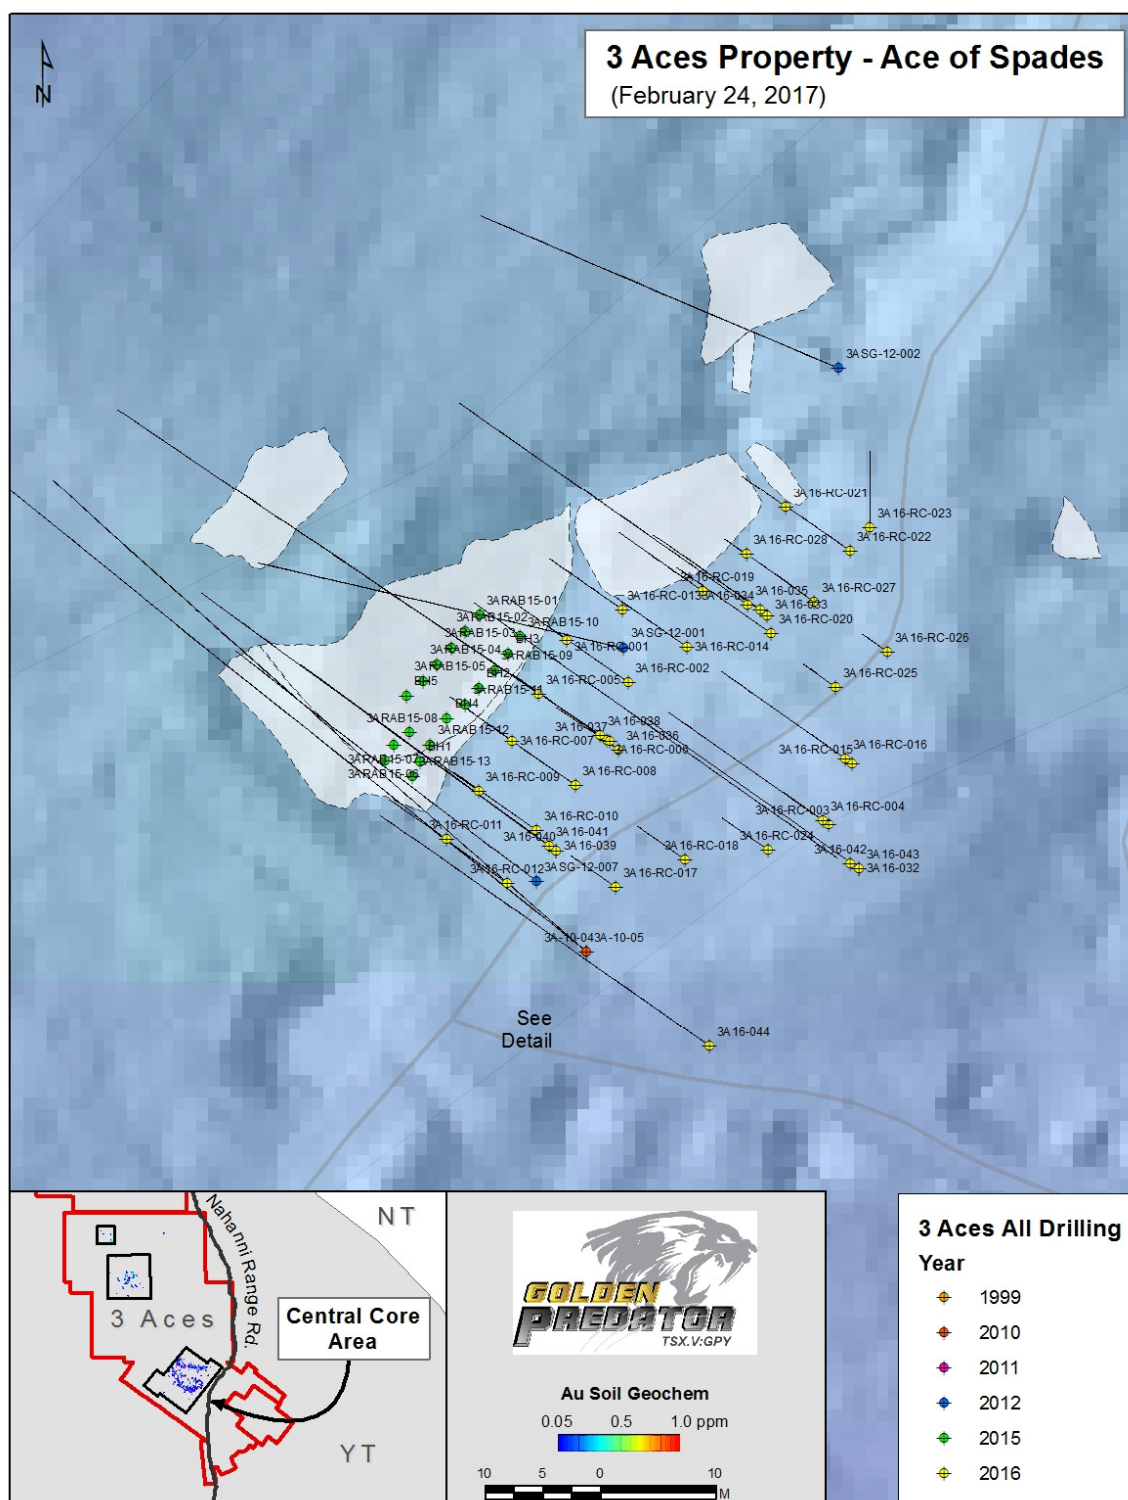 3 Aces Property - Ace of Spades
(February 24, 2017)
N
3ASG-12-002
3A16-RC-021
3A16-RC-023
3A16-RC-022
3A16-RC-028
3A16-RC-019
3A16-RC-027
3A16-RC-013
3A16-034
3A16-035
3A16-033
3A16-RC-020
3ARAB15-01
3ARAB15-02
3ARAB15-10
3ARAB15-03
BH3
3ASG-12-001
3A16-RC-001
3A16-RC-014
3A16-RC-026
3ARAB15-04
3ARAB15-09
3ARAB15-05
BH2
3A16-RC-002
BH5
3A16-RC-005
3A16-RC-025
3ARAB15-11
BH4
3ARAB15-08
3A16-037
3A16-038
3ARAB15-12
3A16-036
BH1
3A16-RC-007
3A16-RC-006
3A16-RC-015
3A16-RC-016
3ARAB15-07
3ARAB15-13
3ARAB15-06
3A16-RC-009
3A16-RC-008
3A16-RC-003
3A16-RC-004
3A16-RC-010
3A16-RC-011
3A16-040
3A16-041
3A16-039
3A16-RC-018
3A16-RC-024
3A16-042
3A16-043
3A16-032
3A16-RC-012
3ASG-12-007
3A16-RC-017
3A-10-04
3A-10-05
See
Detail
3A16-044
NT
Nahanni Range Rd.
3 Aces
Central Core
Area
YT
GOLDEN
PREDATOR
TSX.V:GPY
Au Soil Geochem
0.05 0.5 1.0 ppm
10 5 0 10
M
3 Aces All Drilling
Year
1999
2010
2011
2012
2015
2016